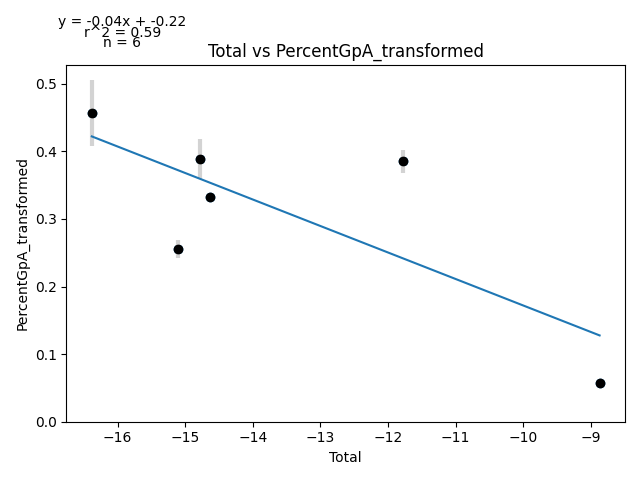 y = -0.04x + -0.22
r^2 = 0.59
n = 6
Total vs PercentGpA_transformed
PercentGpA_transformed
0.5
0.4
0.3
0.2
0.1
0.0
−16
−15
−14
−13
−12
−11
−10
−9
Total